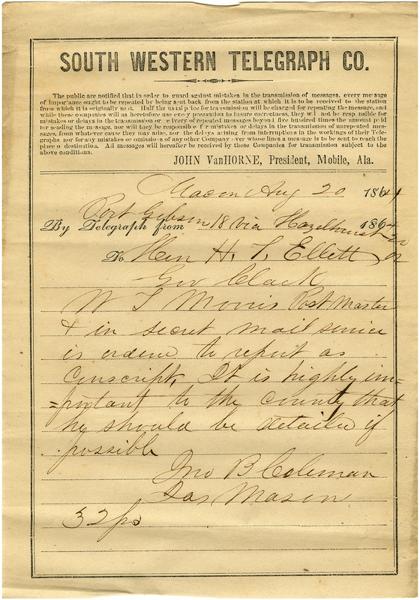 SOUTH WESTERN TELEGRAPH CO.
The public are notified that in order to guard against mistakes in the transmission of messages, every message
of importance ought to be repeated by being sent back from the station at which it is to be received to the station
from which it is originally sent. Half the usual price for transmission will be charged for repeating the message, and
while these companies will as heretofore use every precaution to insure correctness, they will not be responsible for
mistakes or delays in the transmission or delivery of repeated messages beyond five hundred times the amount paid
for sending the message, nor will they be responsible for mistakes or delays in the transmission of unrepeated mes-
sages, from whatever cause they may arise, nor for delays arising from interruptions in the workings of their Tele-
graphs nor for any mistakes or omissions of any other Company over whose lines a message is to be sent to reach the
place of destination. All messages will hereafter be received by these Companies for transmission subject to the
above conditions.
JOHN VanHORNE, President, Mobile, Ala.
Macon Aug 20 1864
Port Gibson 18 via Hazlehurst
By Telegraph from 186
To Hon H. T. Ellett or
Gov Clark
W T Morris Post Master
& in secret mail service
is orderd to report as
Conscript, It is highly im-
=portant to the county that
he should be detailed if
possible
Jno B Coleman
Jas Mason
32 pd